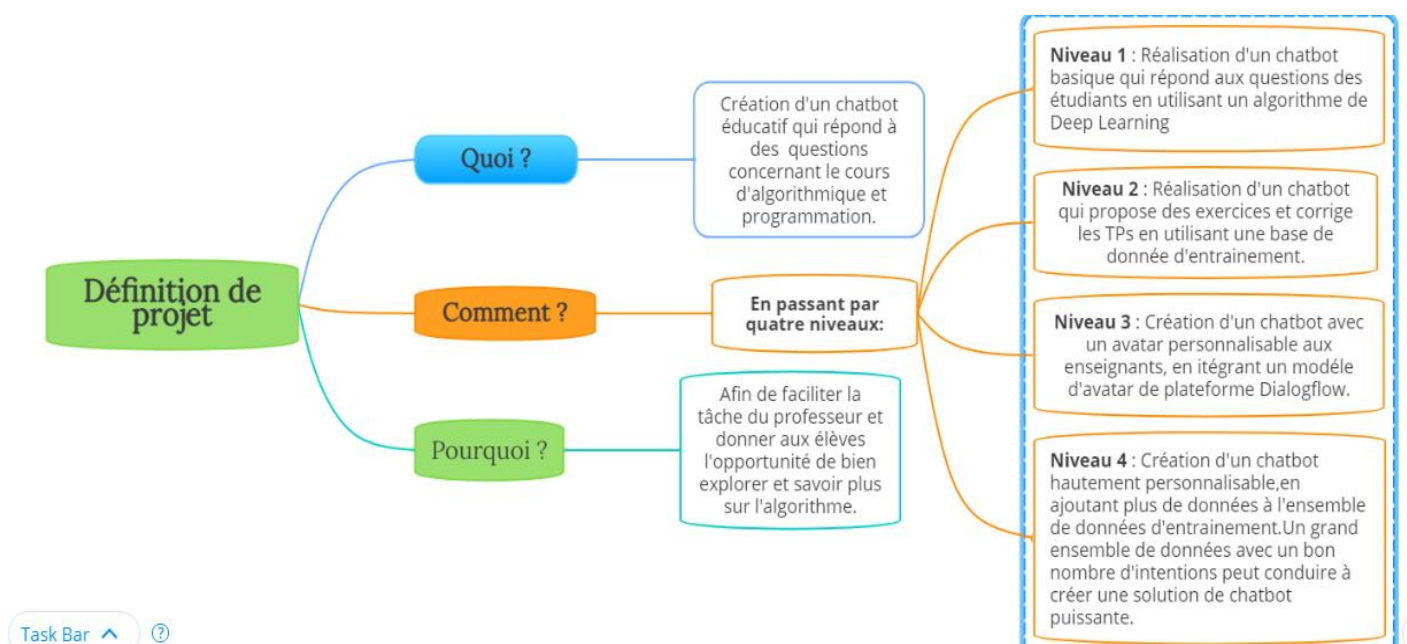 Définition de
projet
Quoi ?
Création d'un chatbot
éducatif qui répond à
des questions
concernant le cours
d'algorithmique et
programmation.
Comment ?
En passant par
quatre niveaux:
Niveau 1 : Réalisation d'un chatbot
basique qui répond aux questions des
étudiants en utilisant un algorithme de
Deep Learning
Niveau 2 : Réalisation d'un chatbot
qui propose des exercices et corrige
les TPs en utilisant une base de
donnée d'entrainement.
Niveau 3 : Création d'un chatbot avec
un avatar personnalisable aux
enseignants, en itégrant un modéle
d'avatar de plateforme Dialogflow.
Niveau 4 : Création d'un chatbot
hautement personnalisable,en
ajoutant plus de données à l'ensemble
de données d'entrainement.Un grand
ensemble de données avec un bon
nombre d'intentions peut conduire à
créer une solution de chatbot
puissante.
Pourquoi ?
Afin de faciliter la
tâche du professeur et
donner aux élèves
l'opportunité de bien
explorer et savoir plus
sur l'algorithme.
Task Bar ?